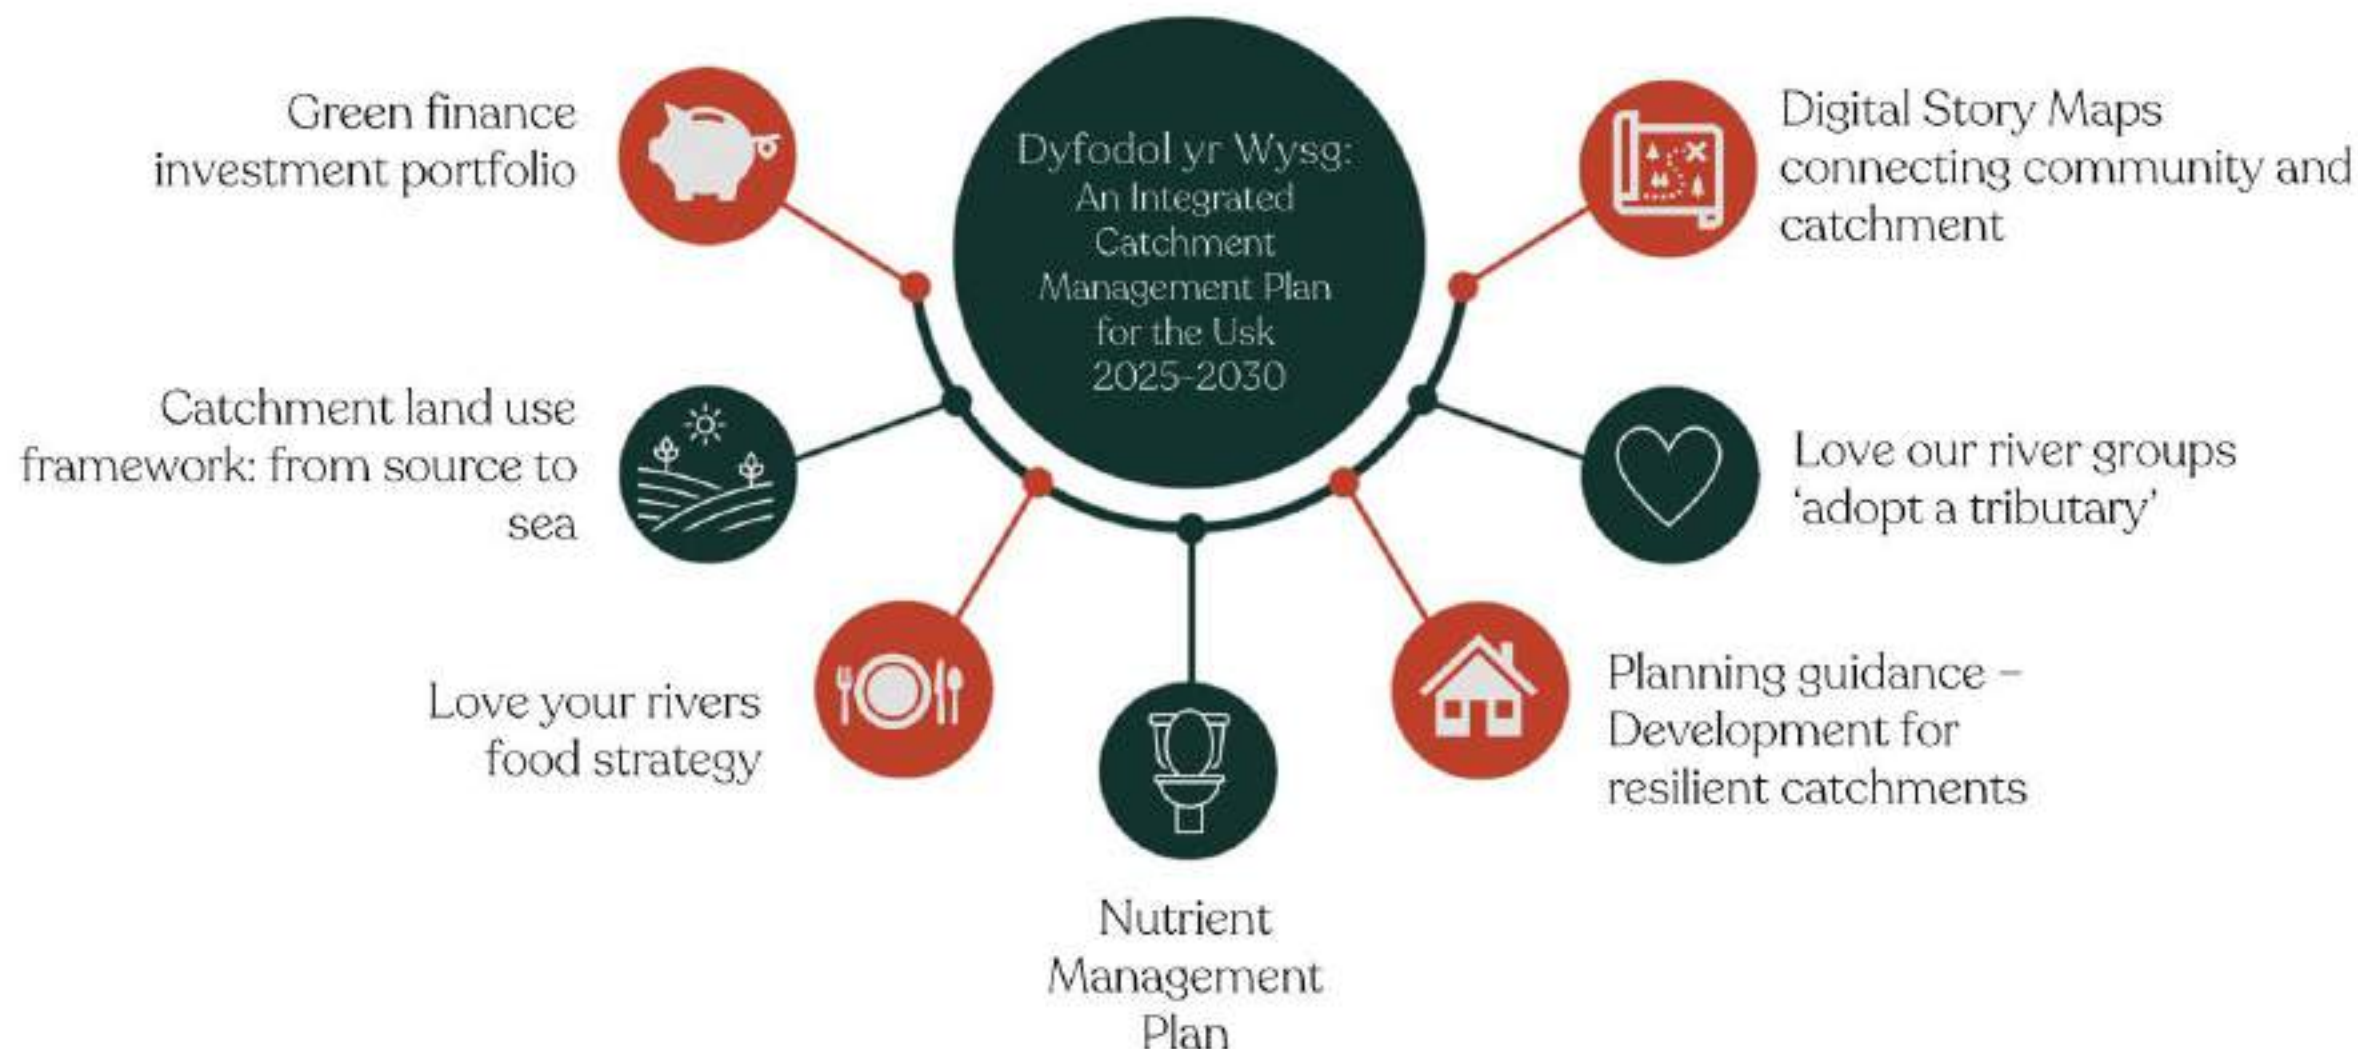 Dyfodol yr Wysg:
An Integrated
Catchment
Management Plan
for the Usk
2025-2030
Green finance
investment portfolio
Catchment land use
framework: from source to
sea
Love your rivers
food strategy
Nutrient
Management
Plan
Planning guidance –
Development for
resilient catchments
Love our river groups
‘adopt a tributary’
Digital Story Maps
connecting community and
catchment